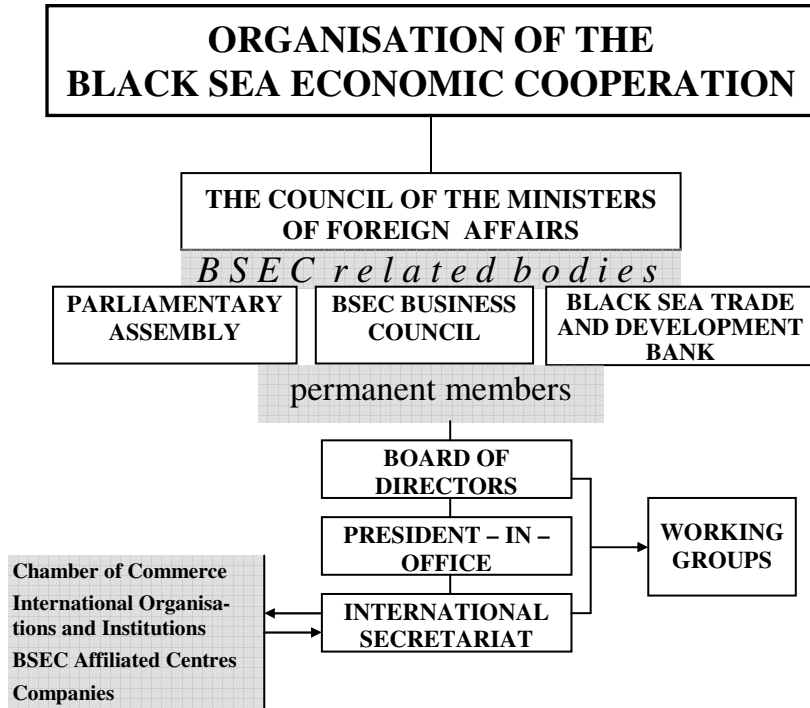 ORGANISATION OF THE
BLACK SEA ECONOMIC COOPERATION
THE COUNCIL OF THE MINISTERS
OF FOREIGN AFFAIRS
BSEC related bodies
PARLIAMENTARY
ASSEMBLY
BSEC BUSINESS
COUNCIL
BLACK SEA TRADE
AND DEVELOPMENT
BANK
permanent members
BOARD OF
DIRECTORS
PRESIDENT – IN –
OFFICE
INTERNATIONAL
SECRETARIAT
WORKING
GROUPS
Chamber of Commerce
International Organisa-
tions and Institutions
BSEC Affiliated Centres
Companies